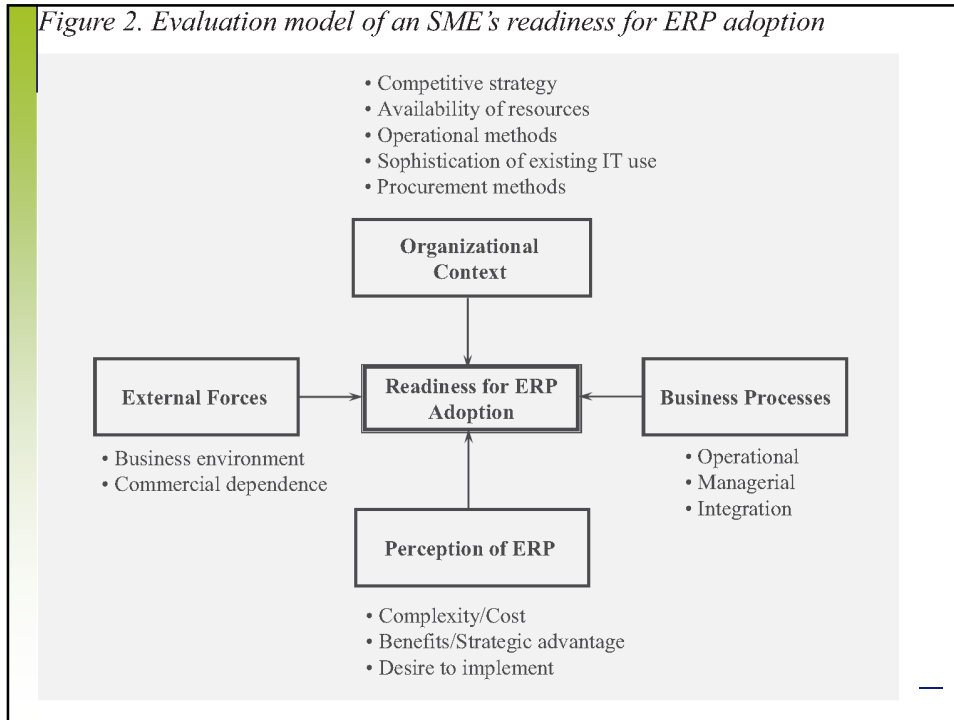 Figure 2. Evaluation model of an SME's readiness for ERP adoption
• Competitive strategy
• Availability of resources
• Operational methods
• Sophistication of existing IT use
• Procurement methods
Organizational
Context
External Forces
Readiness for ERP
Adoption
Business Processes
• Business environment
• Commercial dependence
• Operational
• Managerial
• Integration
Perception of ERP
• Complexity/Cost
• Benefits/Strategic advantage
• Desire to implement